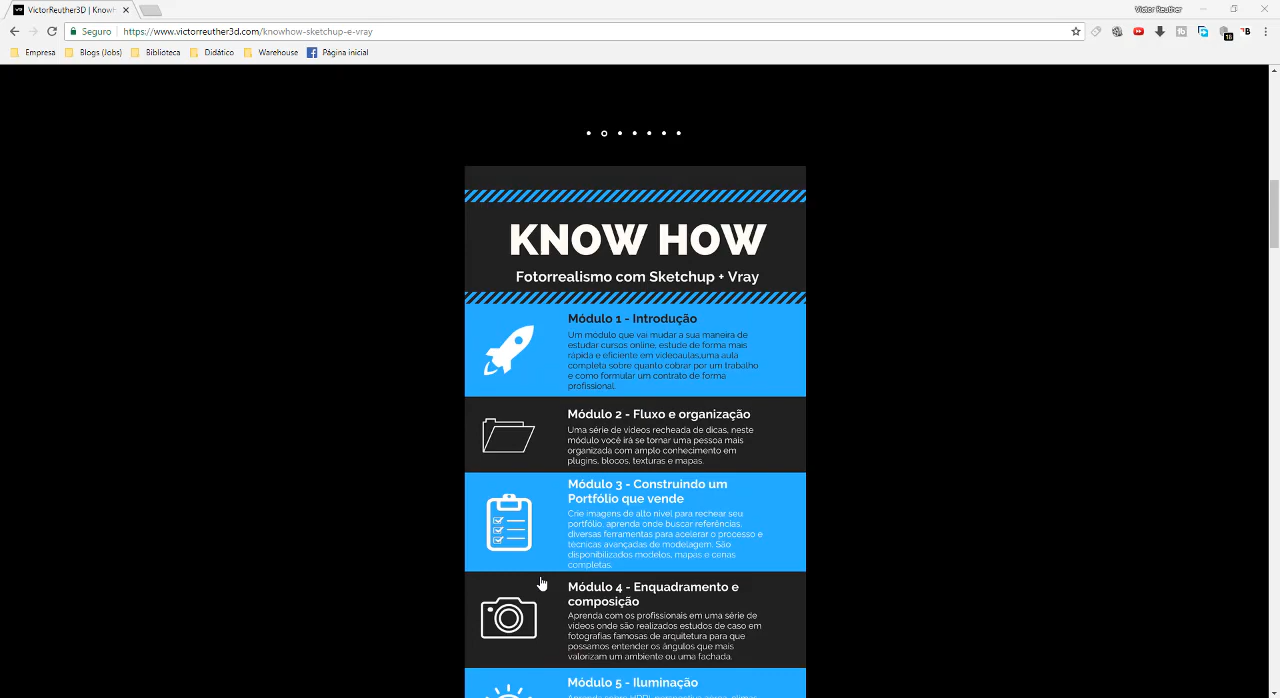 VictorReuther3D | Know
Victor Reuther
Seguro
https://www.victorreuther3d.com/knowhow-sketchup-e-vray
Empresa
Blogs (Jobs)
Biblioteca
Didático
Warehouse
Página inicial
KNOW HOW
Fotorrealismo com Sketchup + Vray
Módulo 1 - Introdução
Um módulo que vai mudar a sua maneira de
estudar cursos online, estude de forma mais
rápida e eficiente em videoaulas,uma aula
completa sobre quanto cobrar por um trabalho
e como formular um contrato de forma
profissional.
Módulo 2 - Fluxo e organização
Uma série de vídeos recheada de dicas, neste
módulo você irá se tornar uma pessoa mais
organizada com amplo conhecimento em
plugins, blocos, texturas e mapas.
Módulo 3 - Construindo um
Portfólio que vende
Crie imagens de alto nível para rechear seu
portfólio, aprenda onde buscar referências,
diversas ferramentas para acelerar o processo e
técnicas avançadas de modelagem. São
disponibilizados modelos, mapas e cenas
completas.
Módulo 4 - Enquadramento e
composição
Aprenda com os profissionais em uma série de
vídeos onde são realizados estudos de caso em
fotografias famosas de arquitetura para que
possamos entender os ângulos que mais
valorizam um ambiente ou uma fachada.
Módulo 5 - Iluminação